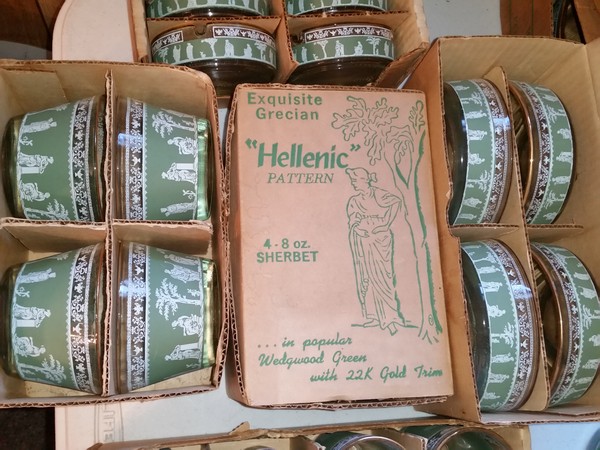 Exquisite
Grecian
"Hellenic"
PATTERN
4-8 oz.
SHERBET
...in popular
Wedgwood Green
with 22K Gold Trim